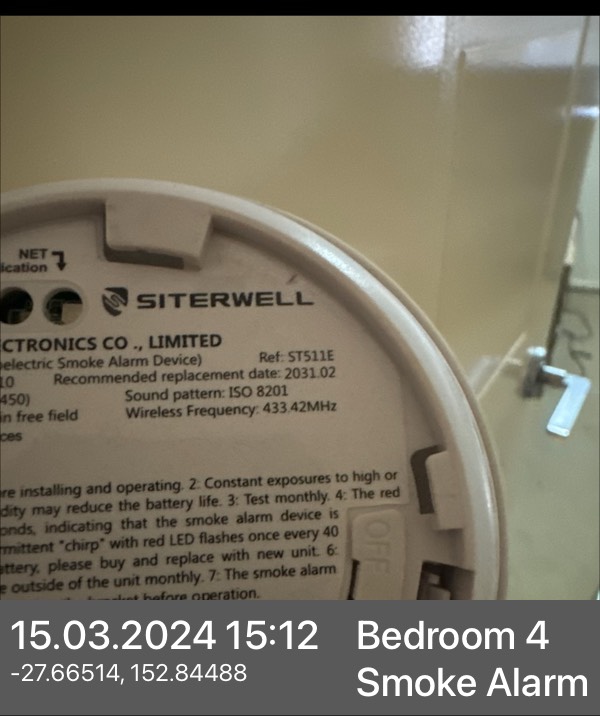 NET
ication
SITERWELL
CTRONICS CO ., LIMITED
electric Smoke Alarm Device) Ref: ST511E
10 Recommended replacement date: 2031.02
450) Sound pattern: ISO 8201
in free field Wireless Frequency: 433.42MHz
ces
re installing and operating. 2: Constant exposures to high or
dity may reduce the battery life. 3: Test monthly. 4: The red
onds, indicating that the smoke alarm device is
rmittent "chirp" with red LED flashes once every 40
attery, please buy and replace with new unit. 6:
e outside of the unit monthly. 7: The smoke alarm
bracket before operation.
OFF
15.03.2024 15:12
-27.66514, 152.84488
Bedroom 4
Smoke Alarm